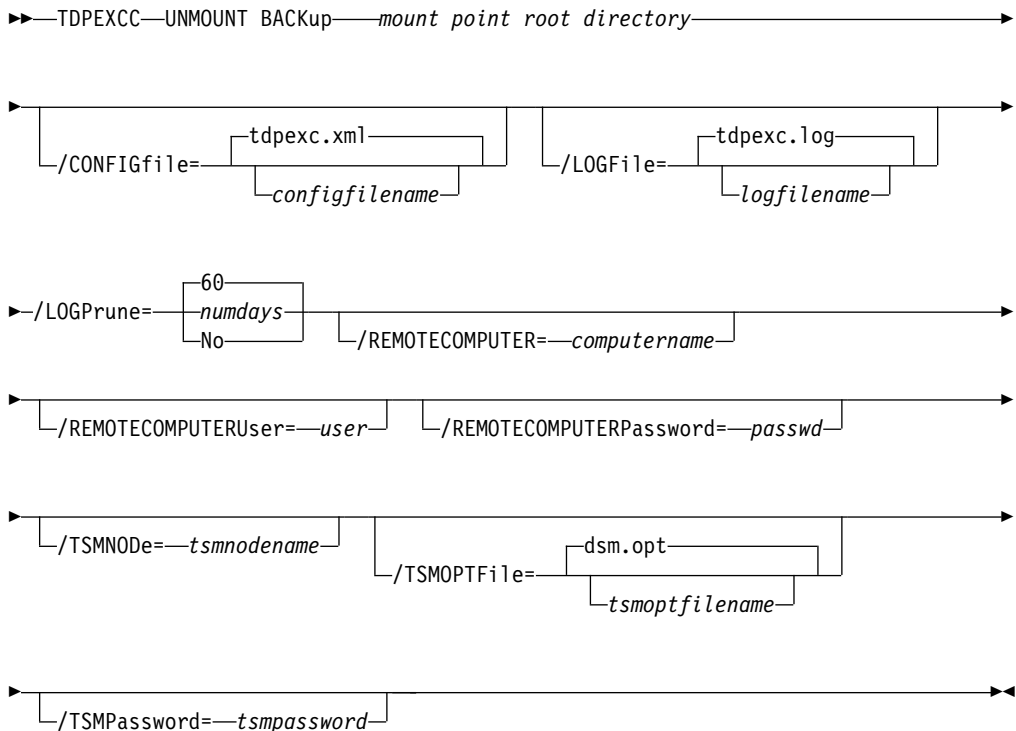 TDPEXCC UNMOUNT BACKup mount point root directory
/CONFIGfile= tdpexc.xml configfilename
/LOGFile= tdpexc.log logfilename
/LOGPrune= 60 numdays No
/REMOTECOMPUTER= computername
/REMOTECOMPUTERUser= user
/REMOTECOMPUTERPassword= passwd
/TSMNODe= tsmnodename
/TSMOPTFile= dsm.opt tsmoptfilename
/TSMPassword= tsmpassword